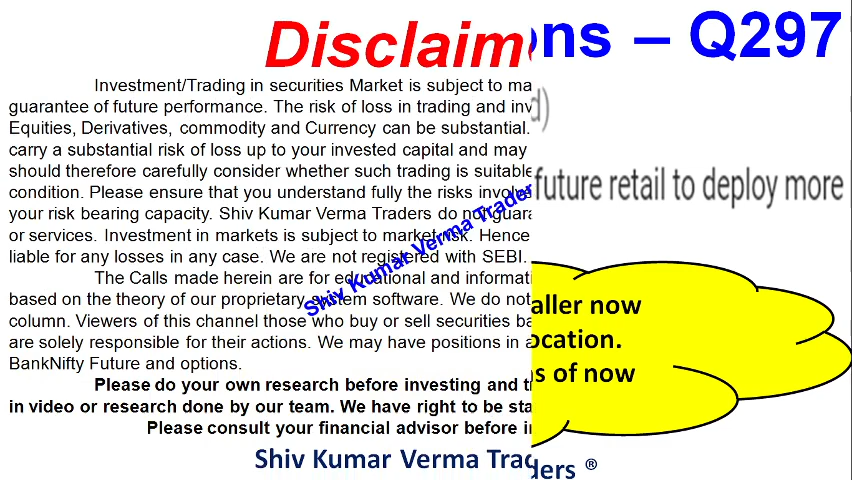 Disclaim
ons – Q297
Investment/Trading in securities Market is subject to ma
guarantee of future performance. The risk of loss in trading and inv
d)
Equities, Derivatives, commodity and Currency can be substantial.
carry a substantial risk of loss up to your invested capital and may
should therefore carefully consider whether such trading is suitable
condition. Please ensure that you understand fully the risks involve
future retail to deploy more
your risk bearing capacity. Shiv Kumar Verma Traders do not guara
or services. Investment in markets is subject to market risk. Hence
liable for any losses in any case. We are not registered with SEBI.
Shiv Kumar Verma Trader
The Calls made herein are for educational and informati
based on the theory of our proprietary system software. We do not
column. Viewers of this channel those who buy or sell securities ba
are solely responsible for their actions. We may have positions in a
BankNifty Future and options.
aller now
ocation.
s of now
Please do your own research before investing and t
in video or research done by our team. We have right to be sta
Please consult your financial advisor before i
Shiv Kumar Verma Trad
ders ®